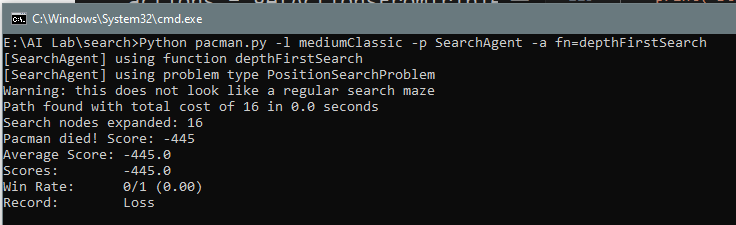 C:\Windows\System32\cmd.exe
E:\AI Lab\search>Python pacman.py -l mediumClassic -p SearchAgent -a fn=depthFirstSearch
[SearchAgent] using function depthFirstSearch
[SearchAgent] using problem type PositionSearchProblem
Warning: this does not look like a regular search maze
Path found with total cost of 16 in 0.0 seconds
Search nodes expanded: 16
Pacman died! Score: -445
Average Score: -445.0
Scores:        -445.0
Win Rate:      0/1 (0.00)
Record:        Loss